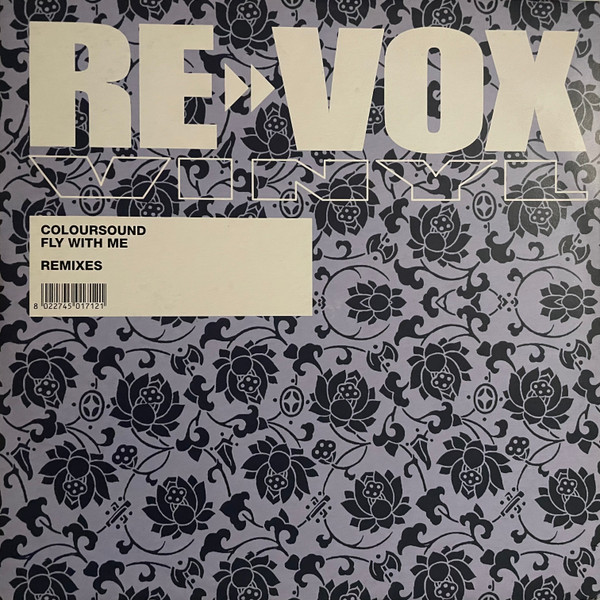 RE▸▸VOX
VINYL
COLOURSOUND
FLY WITH ME
REMIXES
8 022745 017121